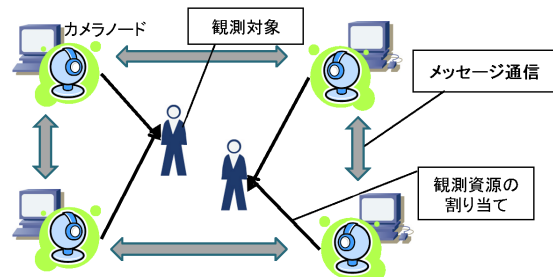 カメラノード
観測対象
メッセージ通信
観測資源の
割り当て